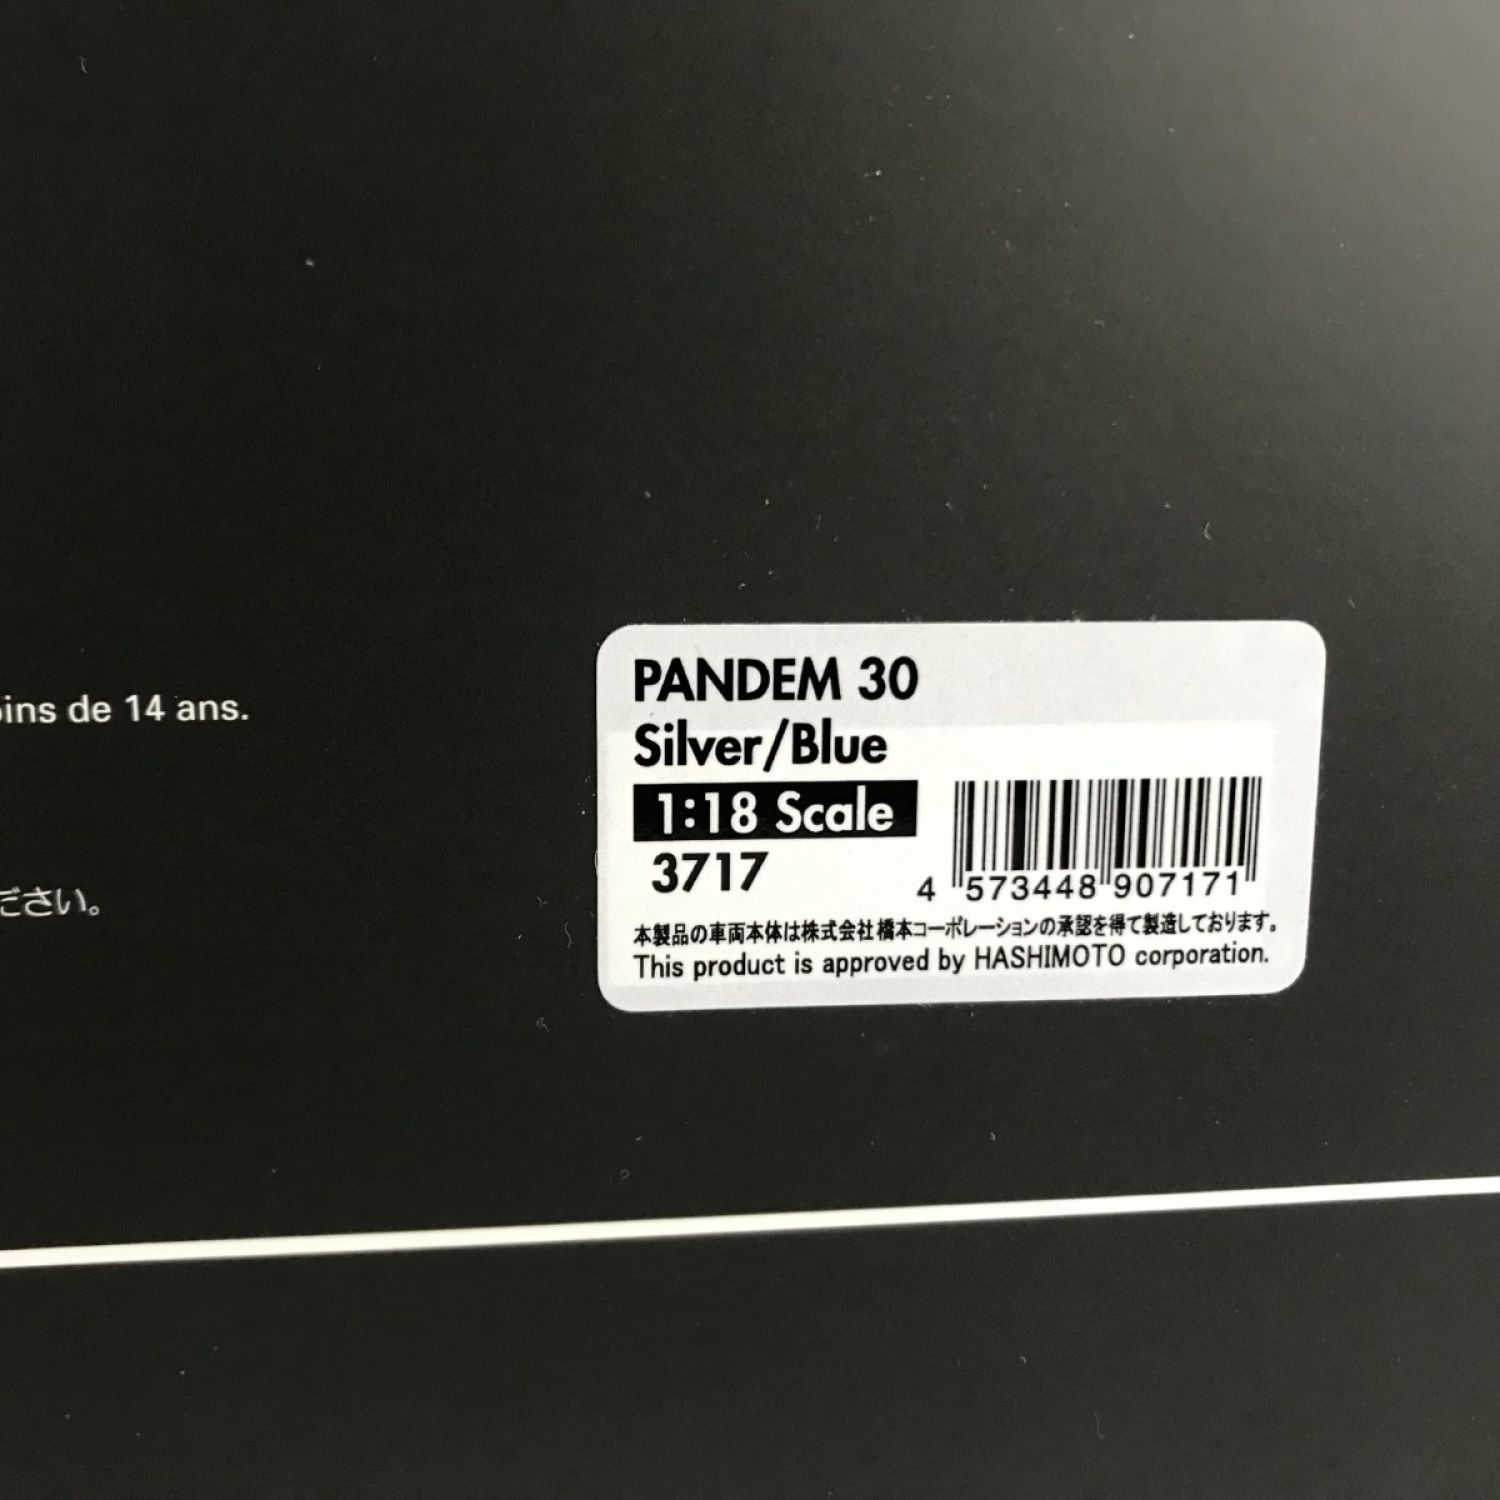 ins de 14 ans.
ださい。
PANDEM 30
Silver/Blue
1:18 Scale
3717
4 573448 907171
本製品の車両本体は株式会社橋本コーポレーションの承認を得て製造しております。
This product is approved by HASHIMOTO corporation.